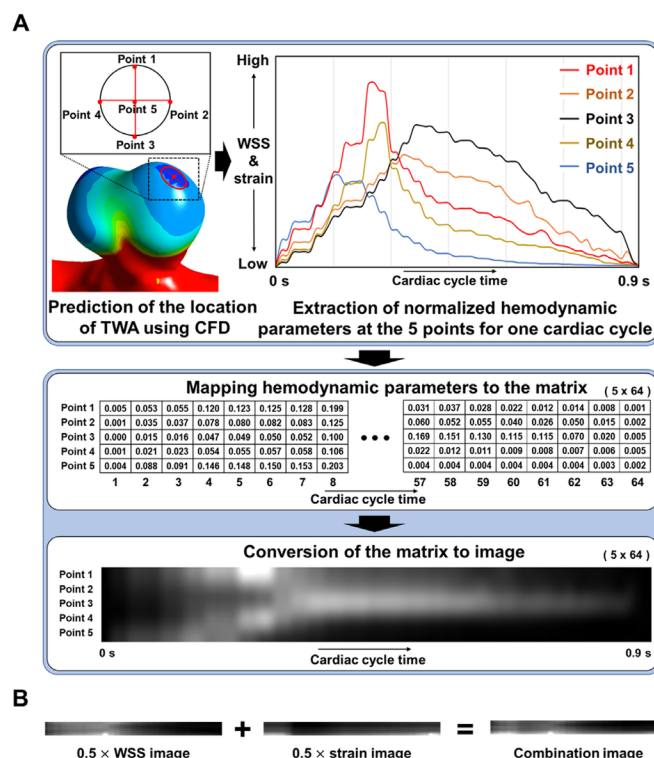 A
Point 1
Point 4
Point 5
Point 2
Point 3
High
WSS
&
strain
Low
Point 1
Point 2
Point 3
Point 4
Point 5
0 s
Cardiac cycle time
0.9 s
Prediction of the location
of TWA using CFD
Extraction of normalized hemodynamic
parameters at the 5 points for one cardiac cycle
Mapping hemodynamic parameters to the matrix ( 5 x 64 )
Point 1 0.005 0.053 0.055 0.120 0.123 0.125 0.128 0.199 0.031 0.037 0.028 0.022 0.012 0.014 0.008 0.001
Point 2 0.001 0.035 0.037 0.078 0.080 0.082 0.083 0.125 0.060 0.052 0.055 0.040 0.026 0.050 0.015 0.002
Point 3 0.000 0.015 0.016 0.047 0.049 0.050 0.052 0.100 0.169 0.151 0.130 0.115 0.115 0.070 0.020 0.005
Point 4 0.001 0.021 0.023 0.054 0.055 0.057 0.058 0.106 0.022 0.012 0.011 0.009 0.008 0.007 0.006 0.005
Point 5 0.004 0.088 0.091 0.146 0.148 0.150 0.153 0.203 0.004 0.004 0.004 0.004 0.004 0.004 0.003 0.002
1 2 3 4 5 6 7 8 57 58 59 60 61 62 63 64
Cardiac cycle time
Conversion of the matrix to image ( 5 x 64 )
Point 1
Point 2
Point 3
Point 4
Point 5
0 s
Cardiac cycle time
0.9 s
B
+ =
0.5 × WSS image 0.5 × strain image Combination image